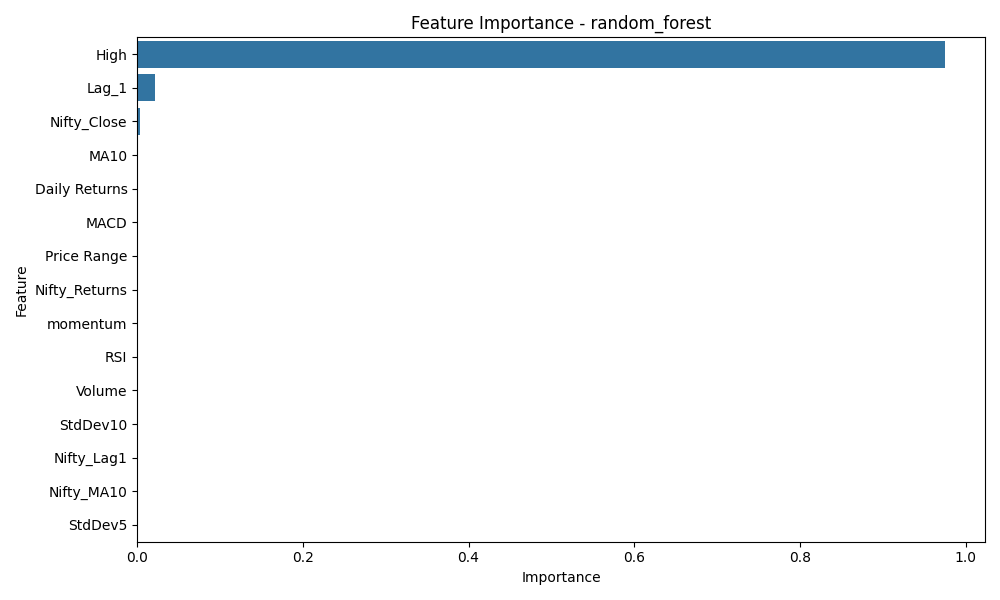 Feature Importance - random_forest
Feature
High
Lag_1
Nifty_Close
MA10
Daily Returns
MACD
Price Range
Nifty_Returns
momentum
RSI
Volume
StdDev10
Nifty_Lag1
Nifty_MA10
StdDev5
0.0 0.2 0.4 0.6 0.8 1.0
Importance